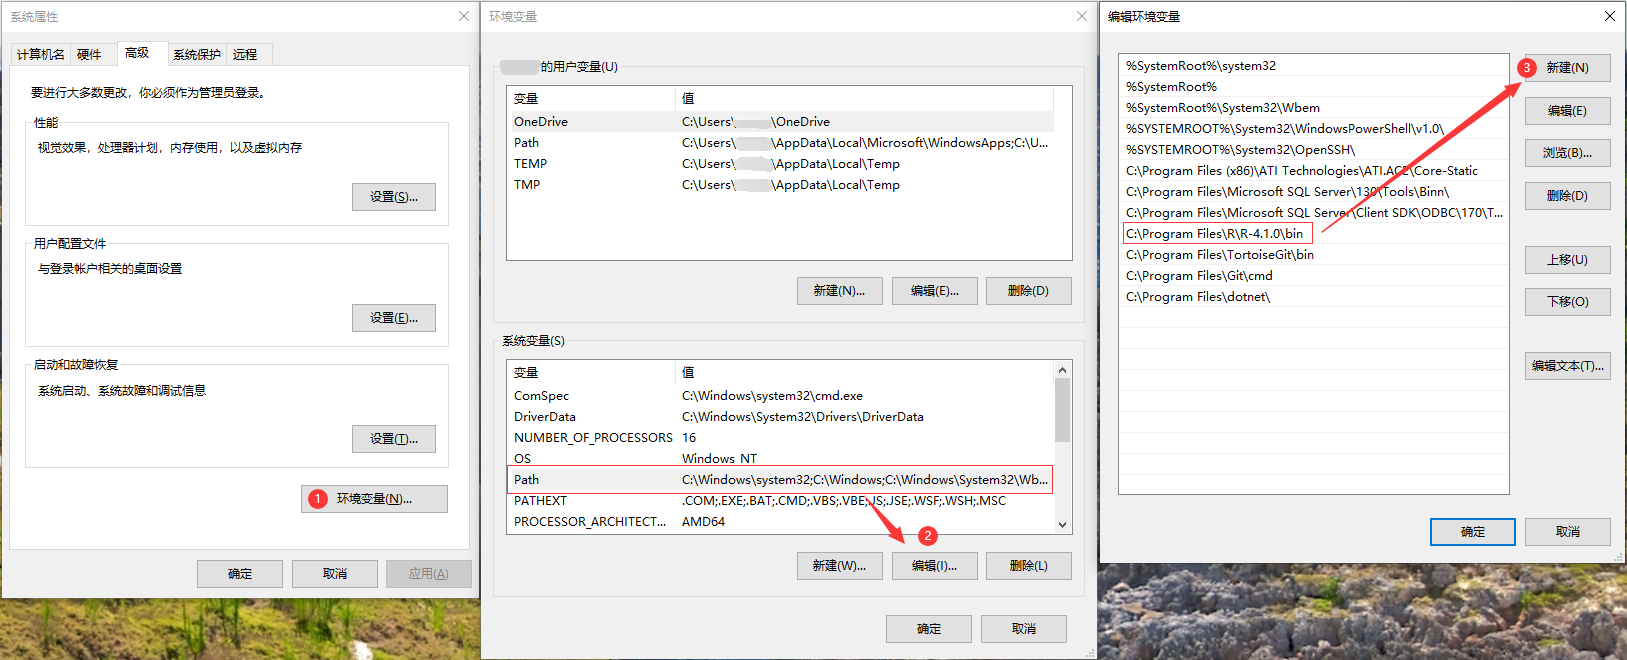 系统属性
计算机名
硬件
高级
系统保护
远程
要进行大多数更改，你必须作为管理员登录。
性能
视觉效果，处理器计划，内存使用，以及虚拟内存
设置(S)...
用户配置文件
与登录帐户相关的桌面设置
设置(E)...
启动和故障恢复
系统启动、系统故障和调试信息
设置(T)...
1 环境变量(N)...
确定
取消
应用(A)
环境变量
的用户变量(U)
变量 值
OneDrive C:\Users\ \OneDrive
Path C:\Users\ \AppData\Local\Microsoft\WindowsApps;C:\U...
TEMP C:\Users\ \AppData\Local\Temp
TMP C:\Users\ \AppData\Local\Temp
新建(N)...
编辑(E)...
删除(D)
系统变量(S)
变量 值
ComSpec C:\Windows\system32\cmd.exe
DriverData C:\Windows\System32\Drivers\DriverData
NUMBER_OF_PROCESSORS 16
OS Windows_NT
Path C:\Windows\system32;C:\Windows;C:\Windows\System32\Wb...
PATHEXT .COM;.EXE;.BAT;.CMD;.VBS;.VBE;.JS;.JSE;.WSF;.WSH;.MSC
PROCESSOR_ARCHITECT... AMD64
2
新建(W)...
编辑(I)...
删除(L)
确定
取消
编辑环境变量
%SystemRoot%\system32
%SystemRoot%
%SystemRoot%\System32\Wbem
%SYSTEMROOT%\System32\WindowsPowerShell\v1.0\
%SYSTEMROOT%\System32\OpenSSH\
C:\Program Files (x86)\ATI Technologies\ATI.ACE\Core-Static
C:\Program Files\Microsoft SQL Server\130\Tools\Binn\
C:\Program Files\Microsoft SQL Server\Client SDK\ODBC\170\T...
C:\Program Files\R\R-4.1.0\bin
C:\Program Files\TortoiseGit\bin
C:\Program Files\Git\cmd
C:\Program Files\dotnet\
3 新建(N)
编辑(E)
浏览(B)...
删除(D)
上移(U)
下移(O)
编辑文本(T)...
确定
取消